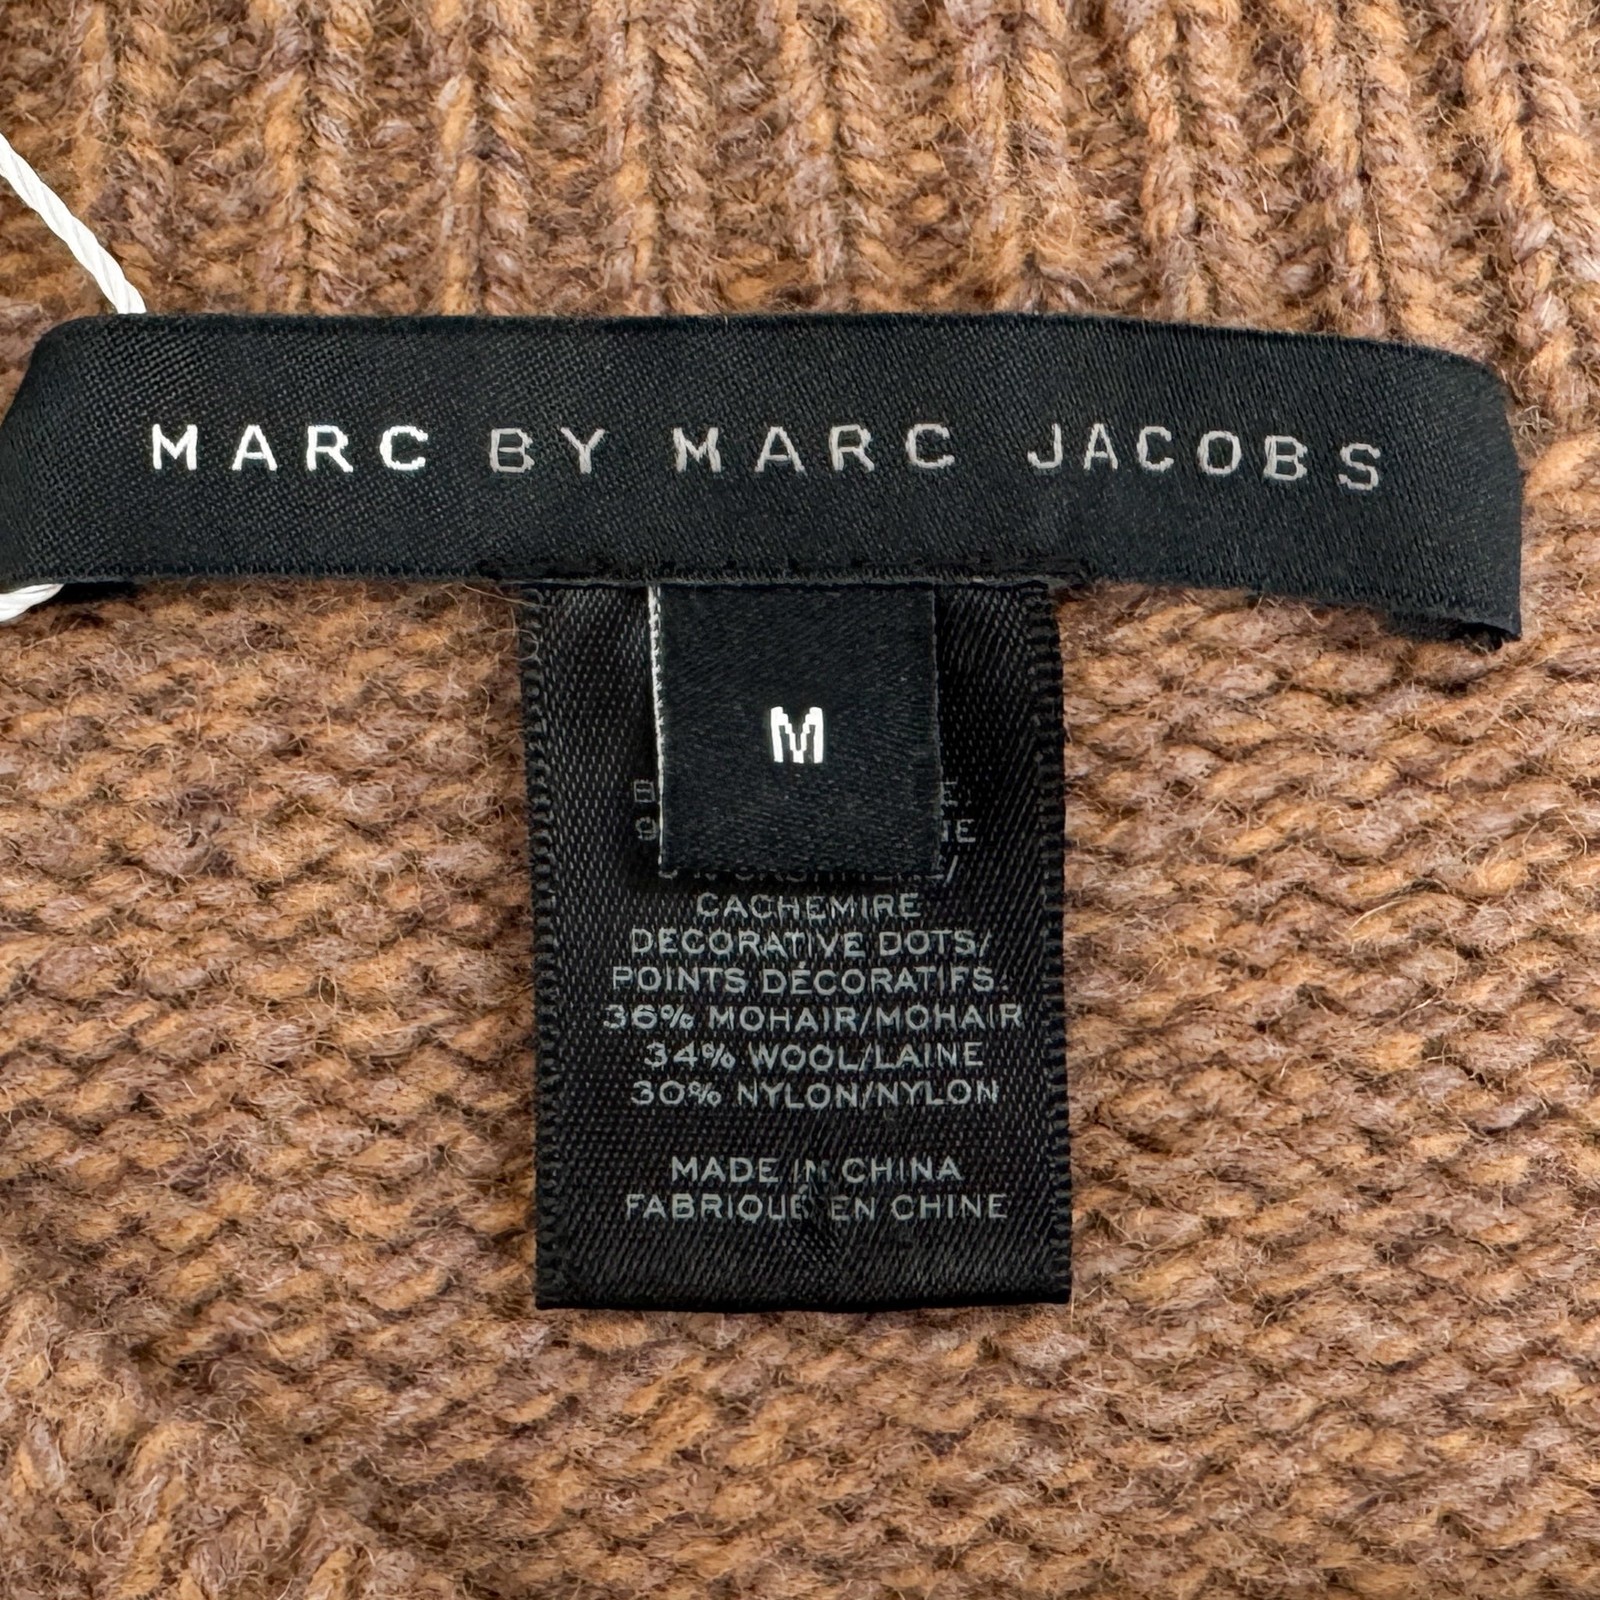 MARC BY MARC JACOBS
M
CACHEMIRE
DECORATIVE DOTS/
POINTS DÉCORATIFS:
36% MOHAIR/MOHAIR
34% WOOL/LAINE
30% NYLON/NYLON
MADE IN CHINA
FABRIQUÉ EN CHINE